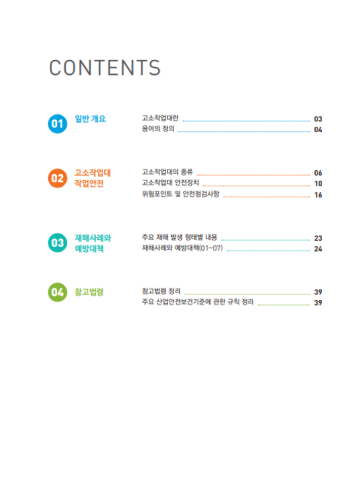 CONTENTS
01 일반 개요
고소작업대란 03
용어의 정의 04
02 고소작업대
작업안전
고소작업대의 종류 06
고소작업대 안전장치 10
위험포인트 및 안전점검사항 16
03 재해사례와
예방대책
주요 재해 발생 형태별 내용 23
재해사례와 예방대책(01~07) 24
04 참고법령
참고법령 정리 39
주요 산업안전보건기준에 관한 규칙 정리 39